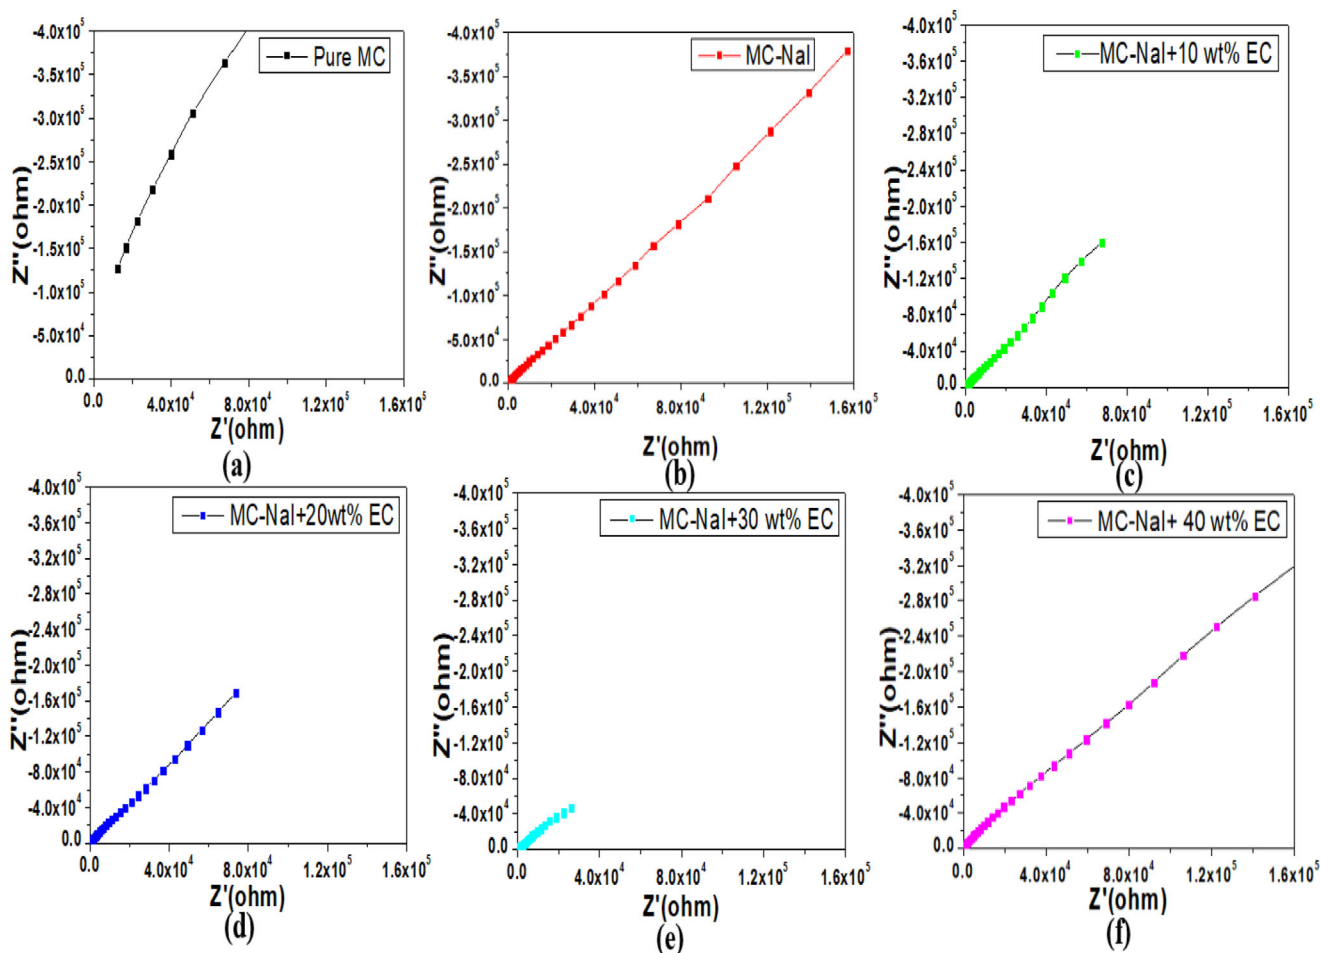 -4.0x10^5
Pure MC
-3.5x10^5
-3.0x10^5
-2.5x10^5
-2.0x10^5
-1.5x10^5
-1.0x10^5
-5.0x10^4
0.0
Z''(ohm)
0.0 4.0x10^4 8.0x10^4 1.2x10^5 1.6x10^5
Z'(ohm)
(a)
-4.0x10^5
MC-NaI
-3.5x10^5
-3.0x10^5
-2.5x10^5
-2.0x10^5
-1.5x10^5
-1.0x10^5
-5.0x10^4
0.0
Z''(ohm)
0.0 4.0x10^4 8.0x10^4 1.2x10^5 1.6x10^5
Z'(ohm)
(b)
-4.0x10^5
MC-NaI+10 wt% EC
-3.6x10^5
-3.2x10^5
-2.8x10^5
-2.4x10^5
-2.0x10^5
-1.6x10^5
-1.2x10^5
-8.0x10^4
-4.0x10^4
0.0
Z''(ohm)
0.0 4.0x10^4 8.0x10^4 1.2x10^5 1.6x10^5
Z'(ohm)
(c)
-4.0x10^5
MC-NaI+20wt% EC
-3.6x10^5
-3.2x10^5
-2.8x10^5
-2.4x10^5
-2.0x10^5
-1.6x10^5
-1.2x10^5
-8.0x10^4
-4.0x10^4
0.0
Z''(ohm)
0.0 4.0x10^4 8.0x10^4 1.2x10^5 1.6x10^5
Z'(ohm)
(d)
-4.0x10^5
MC-NaI+30 wt% EC
-3.6x10^5
-3.2x10^5
-2.8x10^5
-2.4x10^5
-2.0x10^5
-1.6x10^5
-1.2x10^5
-8.0x10^4
-4.0x10^4
0.0
Z''(ohm)
0.0 4.0x10^4 8.0x10^4 1.2x10^5 1.6x10^5
Z'(ohm)
(e)
-4.0x10^5
MC-NaI+ 40 wt% EC
-3.6x10^5
-3.2x10^5
-2.8x10^5
-2.4x10^5
-2.0x10^5
-1.6x10^5
-1.2x10^5
-8.0x10^4
-4.0x10^4
0.0
Z''(ohm)
0.0 4.0x10^4 8.0x10^4 1.2x10^5 1.6x10^5
Z'(ohm)
(f)